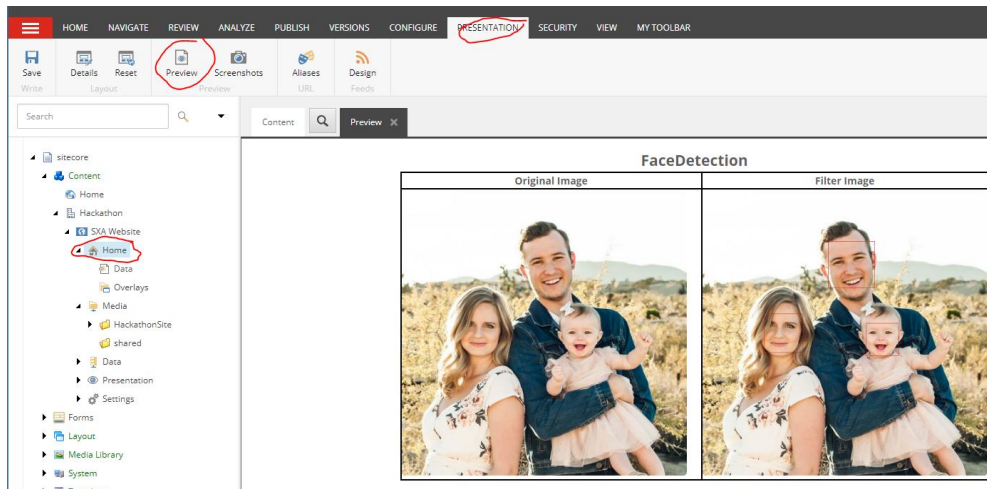 HOME NAVIGATE REVIEW ANALYZE PUBLISH VERSIONS CONFIGURE PRESENTATION SECURITY VIEW MY TOOLBAR
Save Details Reset Preview Screenshots Aliases Design
Write Layout Preview URL Feeds
Search
Content Preview
sitecore
Content
Home
Hackathon
SXA Website
Home
Data
Overlays
Media
HackathonSite
shared
Data
Presentation
Settings
Forms
Layout
Media Library
System
FaceDetection
Original Image Filter Image